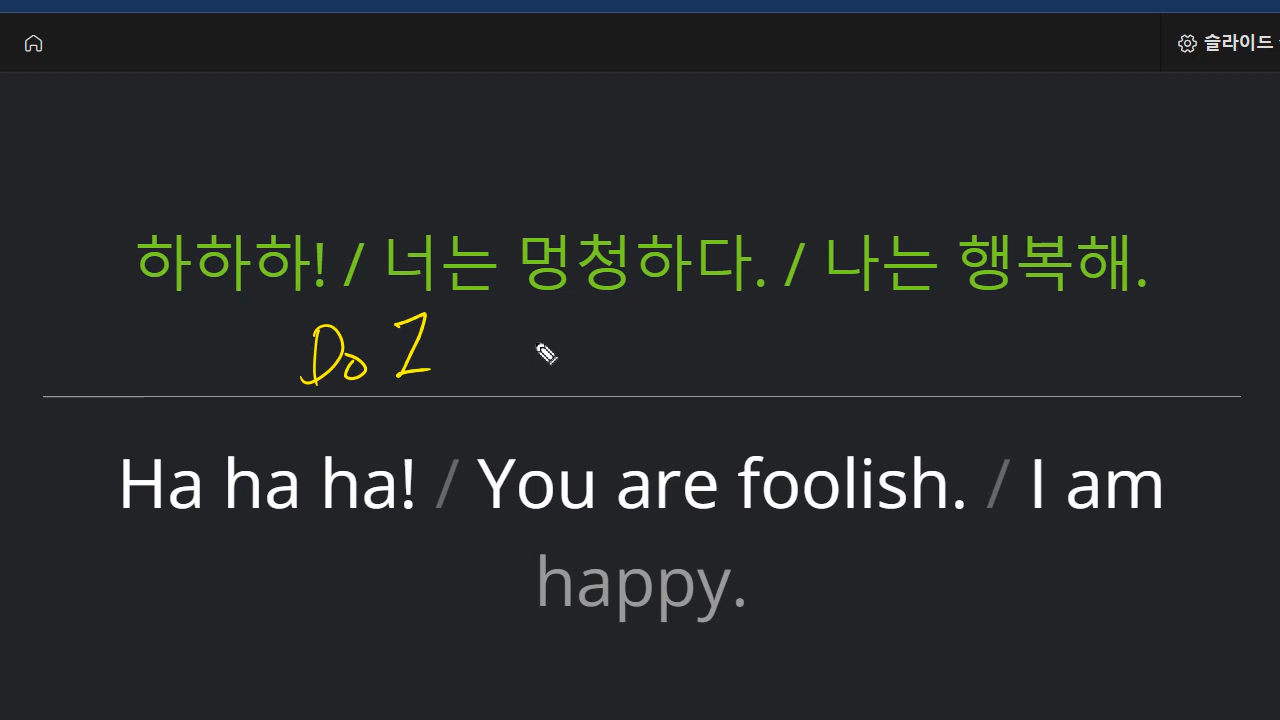 슬라이드
하하하! / 너는 멍청하다. / 나는 행복해.
Do I
Ha ha ha! / You are foolish. / I am
happy.